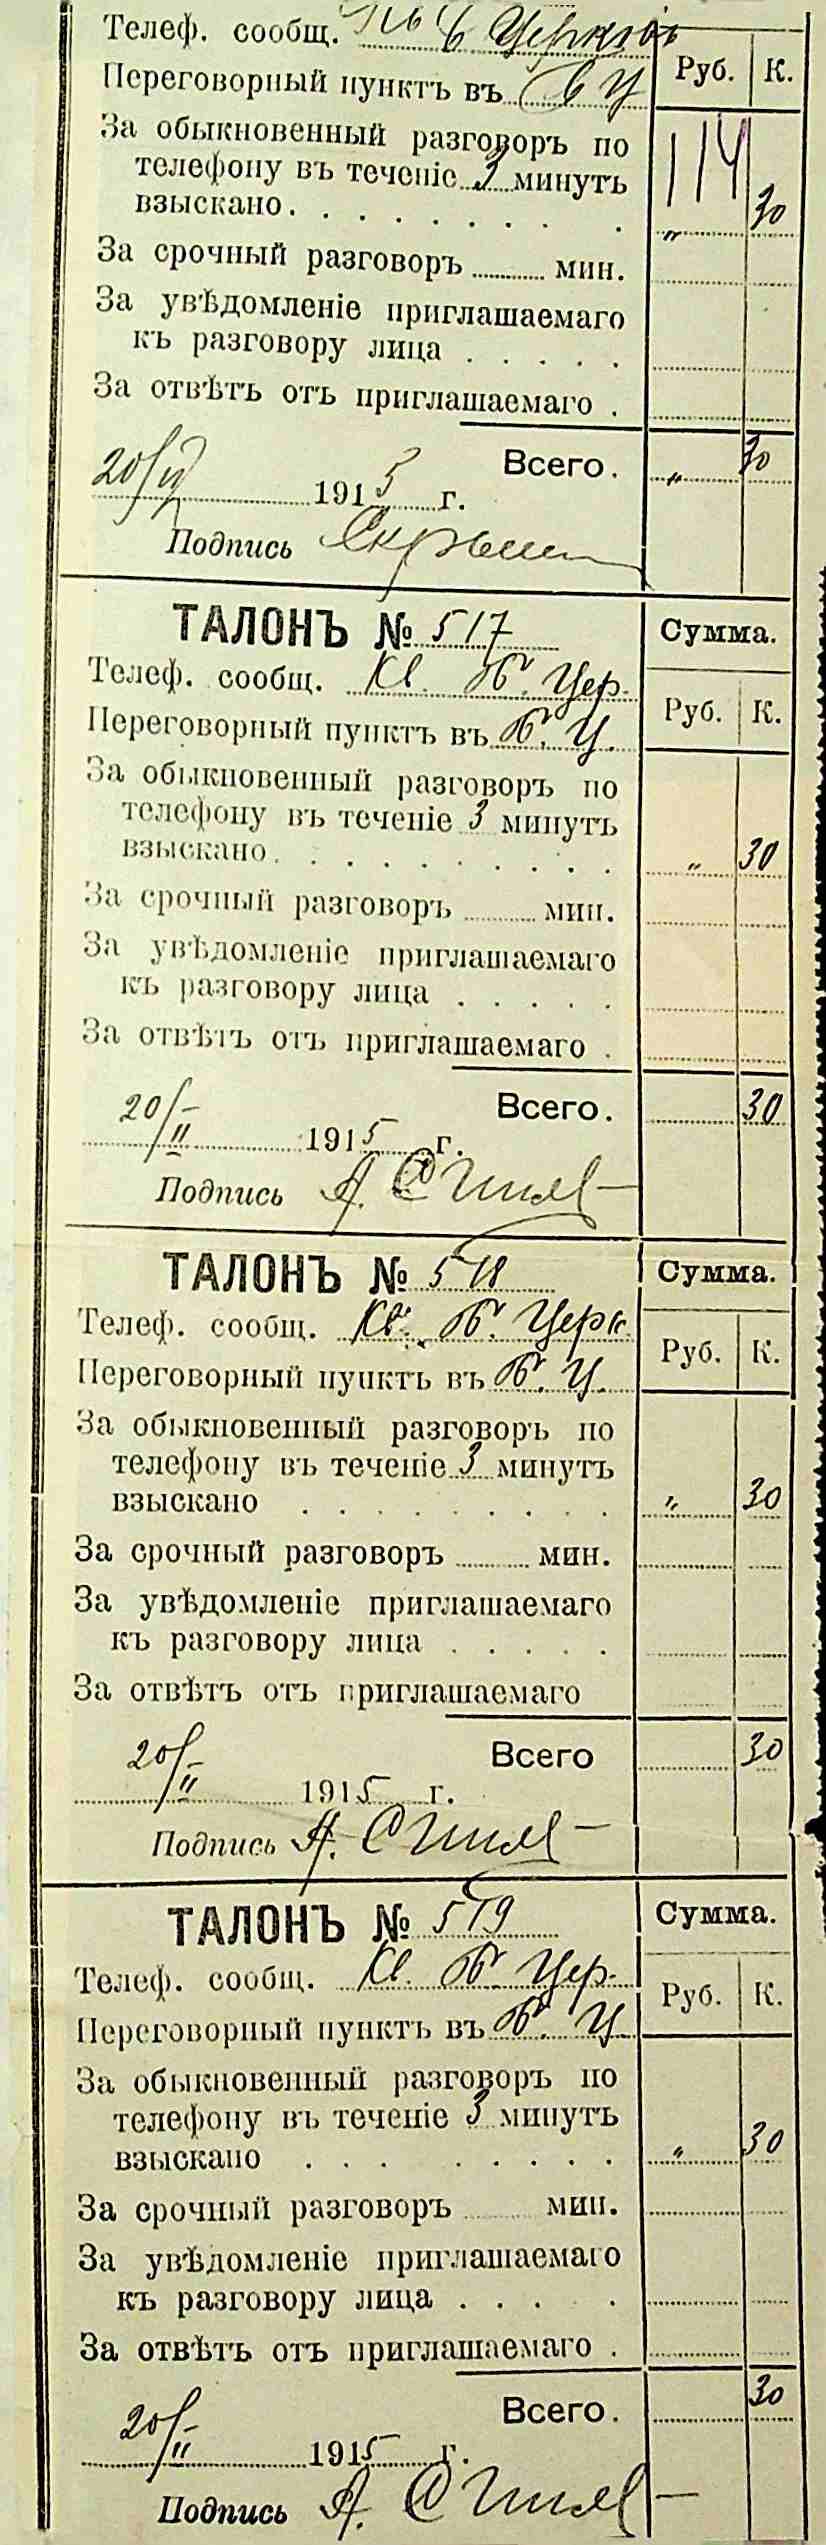 Телеф. сообщ.
Руб. К.
Переговорный пунктъ въ
За обыкновенный разговоръ по
телефону въ теченіе 3 минутъ
взыскано. . . . . . . . . „ 30
114
За срочный разговоръ ........ мин.
За увѣдомленіе приглашаемаго
къ разговору лица . . . . .
За отвѣтъ отъ приглашаемаго .
Всего. „ 30
1915 г.
Подпись
ТАЛОНЪ № 517 Сумма.
Телеф. сообщ. Кв. Б. Цер.
Руб. К.
Переговорный пунктъ въ Б. Ц.
За обыкновенный разговоръ по
телефону въ теченіе 3 минутъ
взыскано. . . . . . . . . „ 30
За срочный разговоръ ........ мин.
За увѣдомленіе приглашаемаго
къ разговору лица . . . . .
За отвѣтъ отъ приглашаемаго .
Всего. 30
20/II 1915 г.
Подпись А.
ТАЛОНЪ № 518 Сумма.
Телеф. сообщ. Кв. Б. Церк.
Руб. К.
Переговорный пунктъ въ Б. Ц.
За обыкновенный разговоръ по
телефону въ теченіе 3 минутъ
взыскано . . . . . . . . . „ 30
За срочный разговоръ ........ мин.
За увѣдомленіе приглашаемаго
къ разговору лица . . . . .
За отвѣтъ отъ приглашаемаго
Всего 30
20/II 1915 г.
Подпись А.
ТАЛОНЪ № 519 Сумма.
Телеф. сообщ. Кв. Б. Цер.
Руб. К.
Переговорный пунктъ въ Б. Ц.
За обыкновенный разговоръ по
телефону въ теченіе 3 минутъ
взыскано . . . . . . . . „ 30
За срочный разговоръ ........ мин.
За увѣдомленіе приглашаемаго
къ разговору лица . . . . .
За отвѣтъ отъ приглашаемаго .
Всего. 30
20/II 1915 г.
Подпись А.